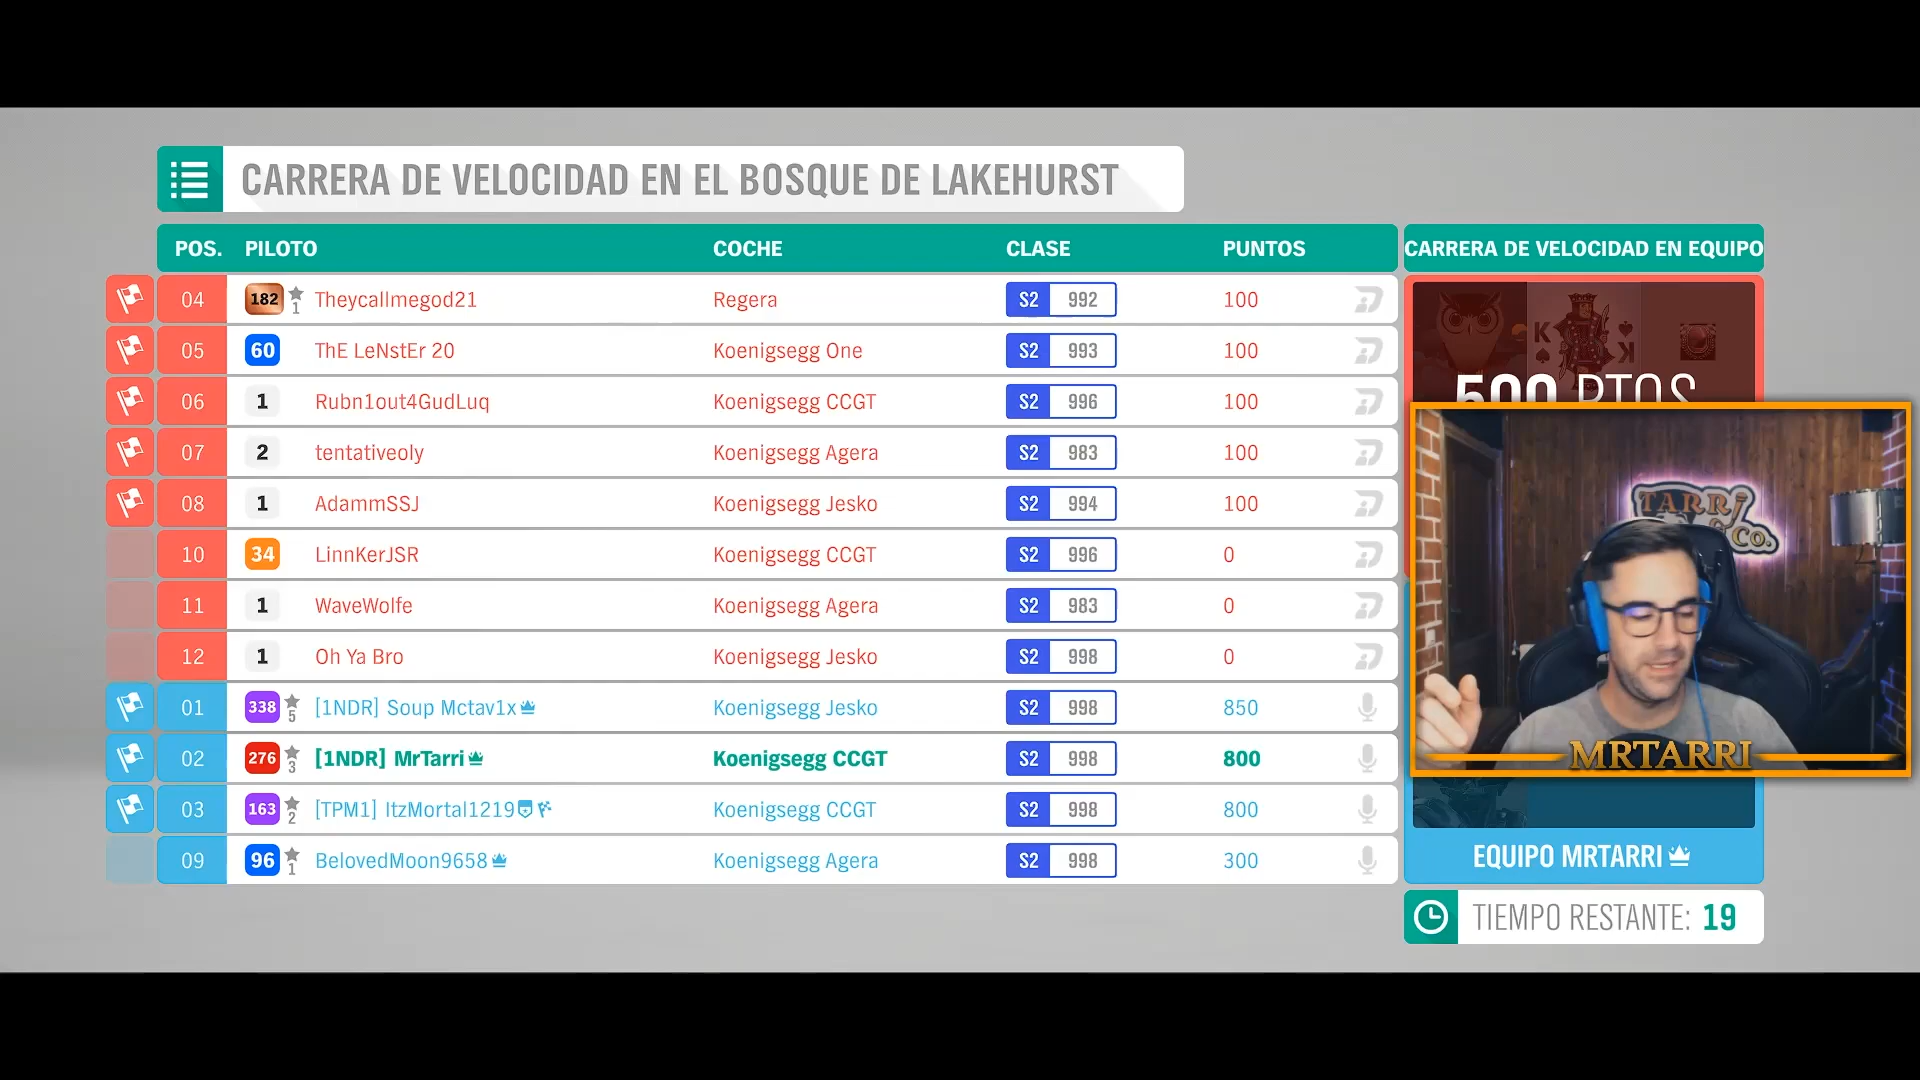 CARRERA DE VELOCIDAD EN EL BOSQUE DE LAKEHURST
POS. PILOTO COCHE CLASE PUNTOS
04 182 1 Theycallmegod21 Regera S2 992 100
05 60 ThE LeNstEr 20 Koenigsegg One S2 993 100
06 1 Rubn1out4GudLuq Koenigsegg CCGT S2 996 100
07 2 tentativeoly Koenigsegg Agera S2 983 100
08 1 AdammSSJ Koenigsegg Jesko S2 994 100
10 34 LinnKerJSR Koenigsegg CCGT S2 996 0
11 1 WaveWolfe Koenigsegg Agera S2 983 0
12 1 Oh Ya Bro Koenigsegg Jesko S2 998 0
01 338 5 [1NDR] Soup Mctav1x Koenigsegg Jesko S2 998 850
02 276 3 [1NDR] MrTarri Koenigsegg CCGT S2 998 800
03 163 2 [TPM1] ItzMortal1219 Koenigsegg CCGT S2 998 800
09 96 1 BelovedMoon9658 Koenigsegg Agera S2 998 300
CARRERA DE VELOCIDAD EN EQUIPO
K K
500 PTOS
TARRI
& Co.
MRTARRI
EQUIPO MRTARRI
TIEMPO RESTANTE: 19